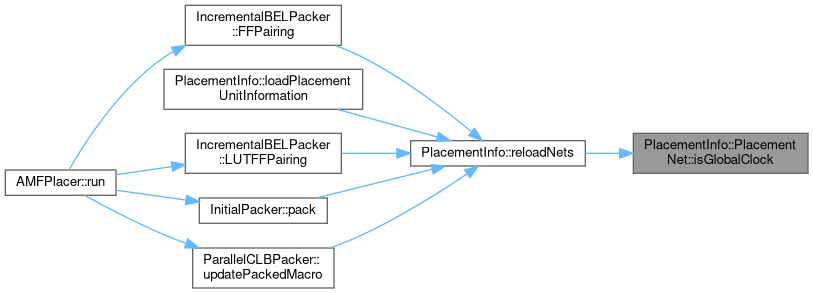 IncrementalBELPacker
::FFPairing
PlacementInfo::loadPlacement
UnitInformation
IncrementalBELPacker
::LUTFFPairing
PlacementInfo::reloadNets
PlacementInfo::Placement
Net::isGlobalClock
AMFPlacer::run
InitialPacker::pack
ParallelCLBPacker::
updatePackedMacro